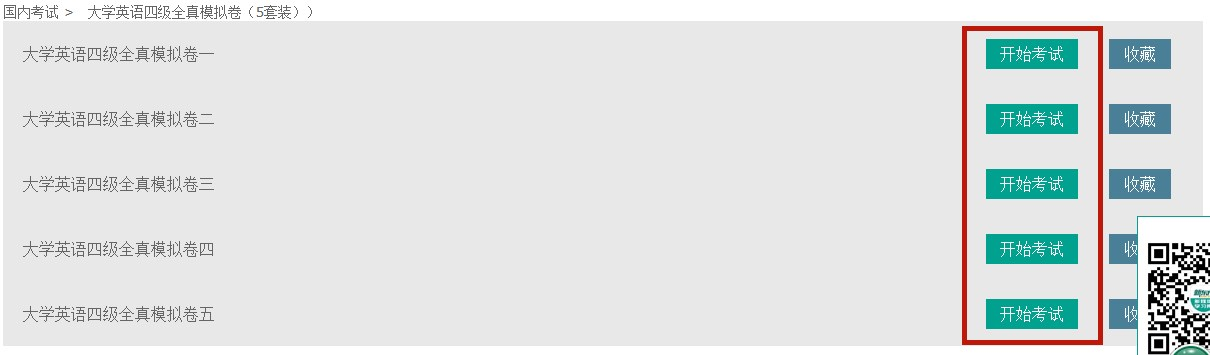 国内考试 > 大学英语四级全真模拟卷（5套装））
大学英语四级全真模拟卷一 开始考试 收藏
大学英语四级全真模拟卷二 开始考试 收藏
大学英语四级全真模拟卷三 开始考试 收藏
大学英语四级全真模拟卷四 开始考试 收
大学英语四级全真模拟卷五 开始考试 收